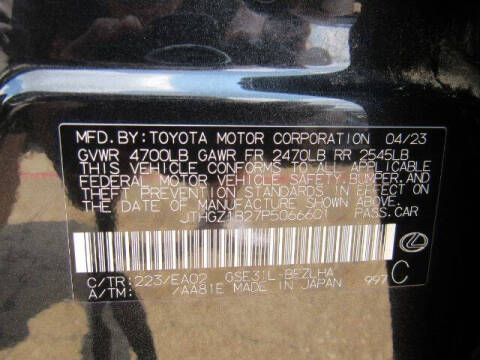 MFD.BY:TOYOTA MOTOR CORPORATION 04/23
GVWR 4700LB GAWR FR 2470LB RR 2545LB
THIS VEHICLE CONFORMS TO ALL APPLICABLE
FEDERAL MOTOR VEHICLE SAFETY,BUMPER,AND
THEFT PREVENTION STANDARDS IN EFFECT ON
THE DATE OF MANUFACTURE SHOWN ABOVE.
JTHGZ1B27P5066601 PASS.CAR
C/TR:223/EA02 GSE31L-BFZLHA
A/TM: /AA81E MADE IN JAPAN 997 C